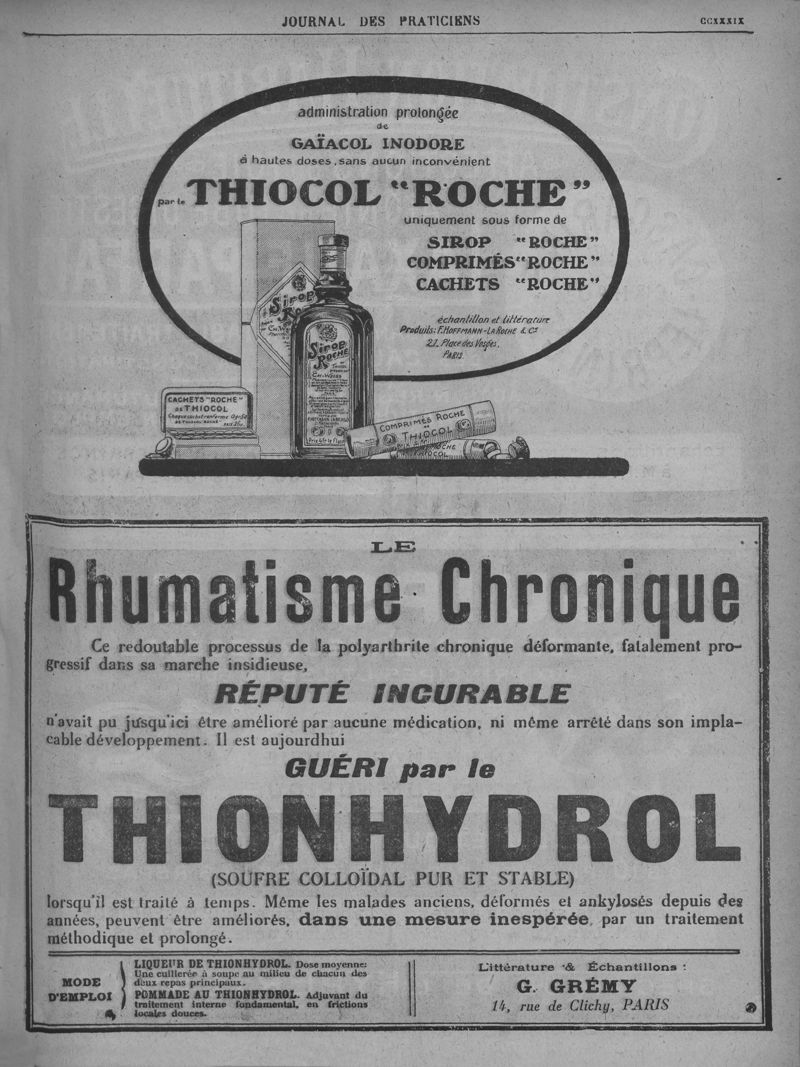 JOURNAL DES PRATICIENS
CCXXXIX
administration prolongée
de
GAÏACOL INODORE
à hautes doses, sans aucun inconvénient
par le THIOCOL "ROCHE"
uniquement sous forme de
SIROP "ROCHE"
COMPRIMÉS "ROCHE"
CACHETS "ROCHE"
échantillon et littérature
Produits: F. HOFFMANN-LA ROCHE & Cie
21, Place des Vosges,
PARIS.
Sirop
Roche
Sirop
Roche
CACHETS "ROCHE"
DE THIOCOL
COMPRIMÉS ROCHE
"THIOCOL"
ROCHE
THIOCOL
LE
Rhumatisme Chronique
Ce redoutable processus de la polyarthrite chronique déformante, fatalement pro-
gressif dans sa marche insidieuse,
RÉPUTÉ INCURABLE
n'avait pu jusqu'ici être amélioré par aucune médication, ni même arrêté dans son impla-
cable développement. Il est aujourdhui
GUÉRI par le
THIONHYDROL
(SOUFRE COLLOÏDAL PUR ET STABLE)
lorsqu'il est traité à temps. Même les malades anciens, déformés et ankylosés depuis des
années, peuvent être améliorés, dans une mesure inespérée, par un traitement
méthodique et prolongé.
MODE
D'EMPLOI
LIQUEUR DE THIONHYDROL. Dose moyenne:
Une cuillerée à soupe au milieu de chacun des
deux repas principaux.
POMMADE AU THIONHYDROL. Adjuvant du
traitement interne fondamental, en frictions
locales douces.
Littérature & Échantillons :
G. GRÉMY
14, rue de Clichy, PARIS